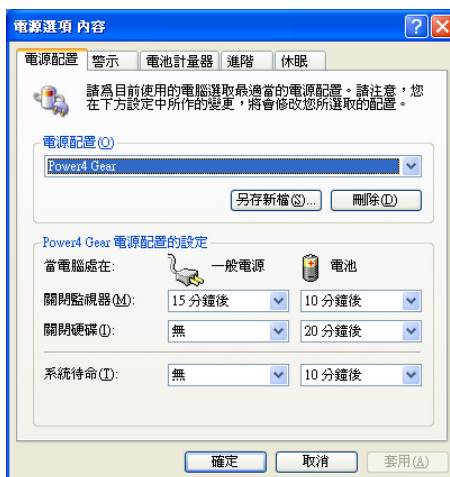 電源選項 內容
電源配置 警示 電池計量器 進階 休眠
請為目前使用的電腦選取最適當的電源配置。請注意，您
在下方設定中所作的變更，將會修改您所選取的配置。
電源配置(O)
Power4 Gear
另存新檔(S)... 刪除(D)
Power4 Gear 電源配置的設定
當電腦處在: 一般電源 電池
關閉監視器(M): 15 分鐘後 10 分鐘後
關閉硬碟(I): 無 20 分鐘後
系統待命(T): 無 10 分鐘後
確定 取消 套用(A)